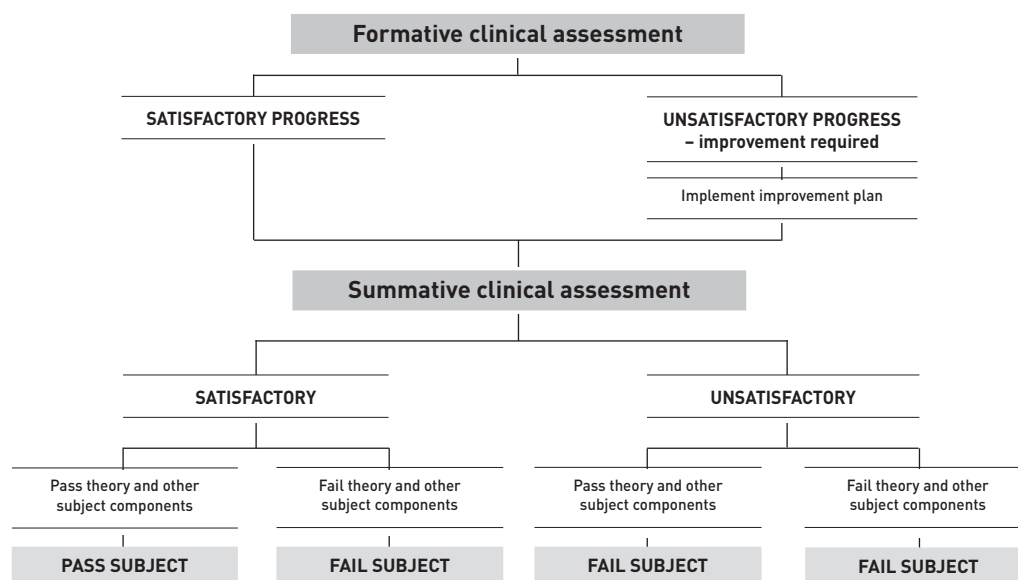 Formative clinical assessment
SATISFACTORY PROGRESS
UNSATISFACTORY PROGRESS
– improvement required
Implement improvement plan
Summative clinical assessment
SATISFACTORY
UNSATISFACTORY
Pass theory and other
subject components
Fail theory and other
subject components
Pass theory and other
subject components
Fail theory and other
subject components
PASS SUBJECT
FAIL SUBJECT
FAIL SUBJECT
FAIL SUBJECT